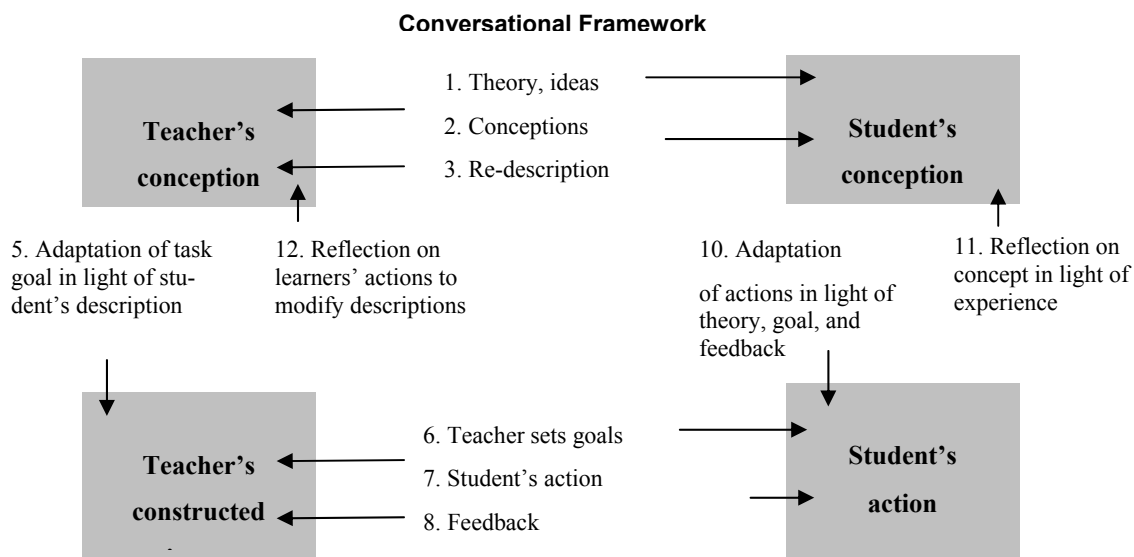 Conversational Framework
Teacher's
conception
1. Theory, ideas
2. Conceptions
3. Re-description
Student's
conception
5. Adaptation of task
goal in light of stu-
dent's description
12. Reflection on
learners' actions to
modify descriptions
10. Adaptation
of actions in light of
theory, goal, and
feedback
11. Reflection on
concept in light of
experience
Teacher's
constructed
6. Teacher sets goals
7. Student's action
8. Feedback
Student's
action